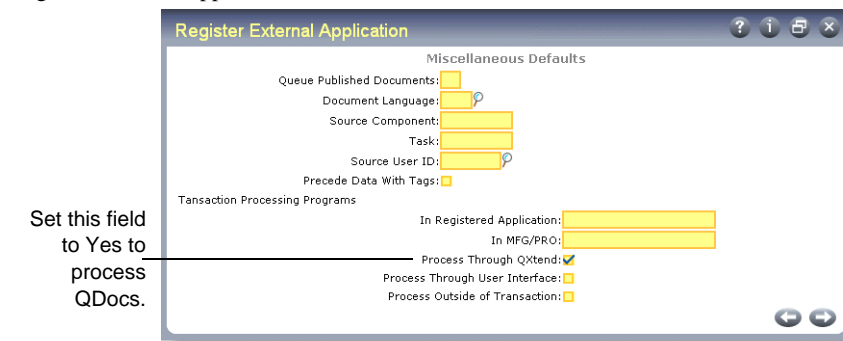 Register External Application
Miscellaneous Defaults
Queue Published Documents:
Document Language:
Source Component:
Task:
Source User ID:
Precede Data With Tags:
Tansaction Processing Programs
In Registered Application:
In MFG/PRO:
Process Through QXtend:
Process Through User Interface:
Process Outside of Transaction:
Set this field
to Yes to
process
QDocs.